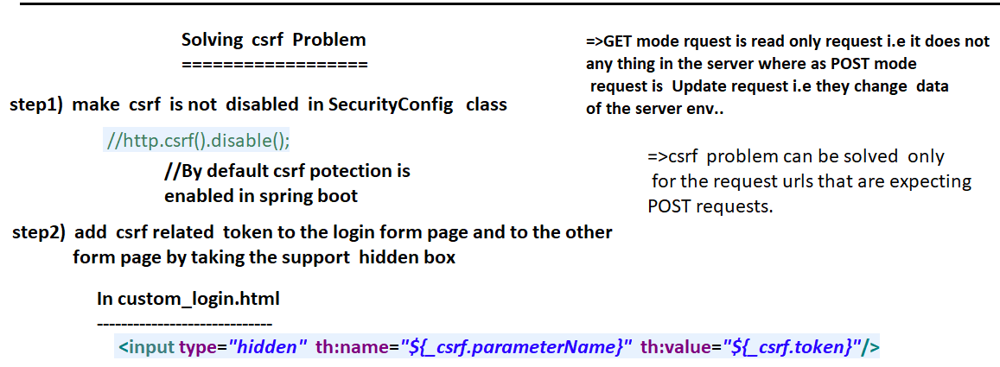 Solving csrf Problem
==================
step1) make csrf is not disabled in SecurityConfig class
//http.csrf().disable();
//By default csrf potection is
enabled in spring boot
=>GET mode rquest is read only request i.e it does not
any thing in the server where as POST mode
request is Update request i.e they change data
of the server env..
=>csrf problem can be solved only
for the request urls that are expecting
POST requests.
step2) add csrf related token to the login form page and to the other
form page by taking the support hidden box
In custom_login.html
-----------------------------
<input type="hidden" th:name="${_csrf.parameterName}" th:value="${_csrf.token}"/>